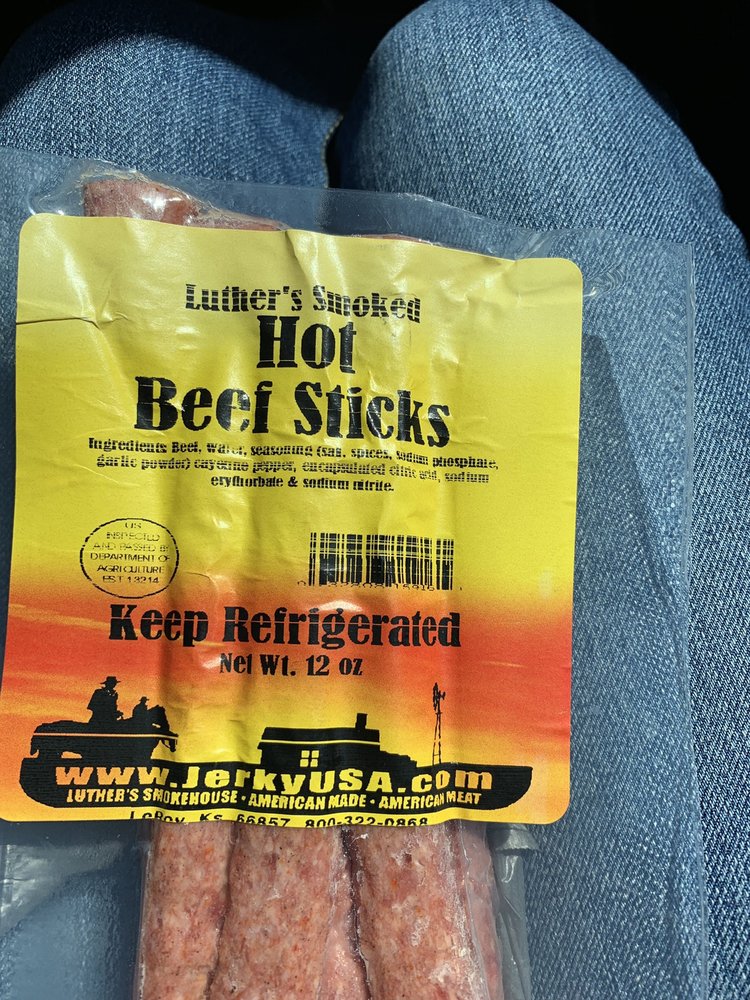 Luther's Smoked
Hot
Beef Sticks
Ingredients: Beef, water, seasoning (salt, spices, sodium phosphate,
garlic powder) cayenne pepper, encapsulated citric acid, sodium
erythorbate & sodium nitrite.
US
INSPECTED
AND PASSED BY
DEPARTMENT OF
AGRICULTURE
EST 13214
Keep Refrigerated
Net Wt. 12 oz
www.JerkyUSA.com
LUTHER'S SMOKEHOUSE • AMERICAN MADE • AMERICAN MEAT
LeRoy, Ks 66857 800-322-0868